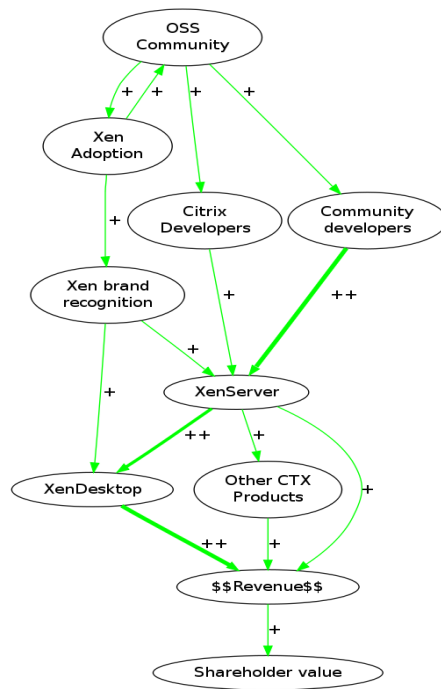 OSS
Community
+
+
+
+
Xen
Adoption
+
Citrix
Developers
Community
developers
Xen brand
recognition
+
++
+
+
XenServer
++
+
+
XenDesktop
Other CTX
Products
++
+
$$Revenue$$
+
Shareholder value